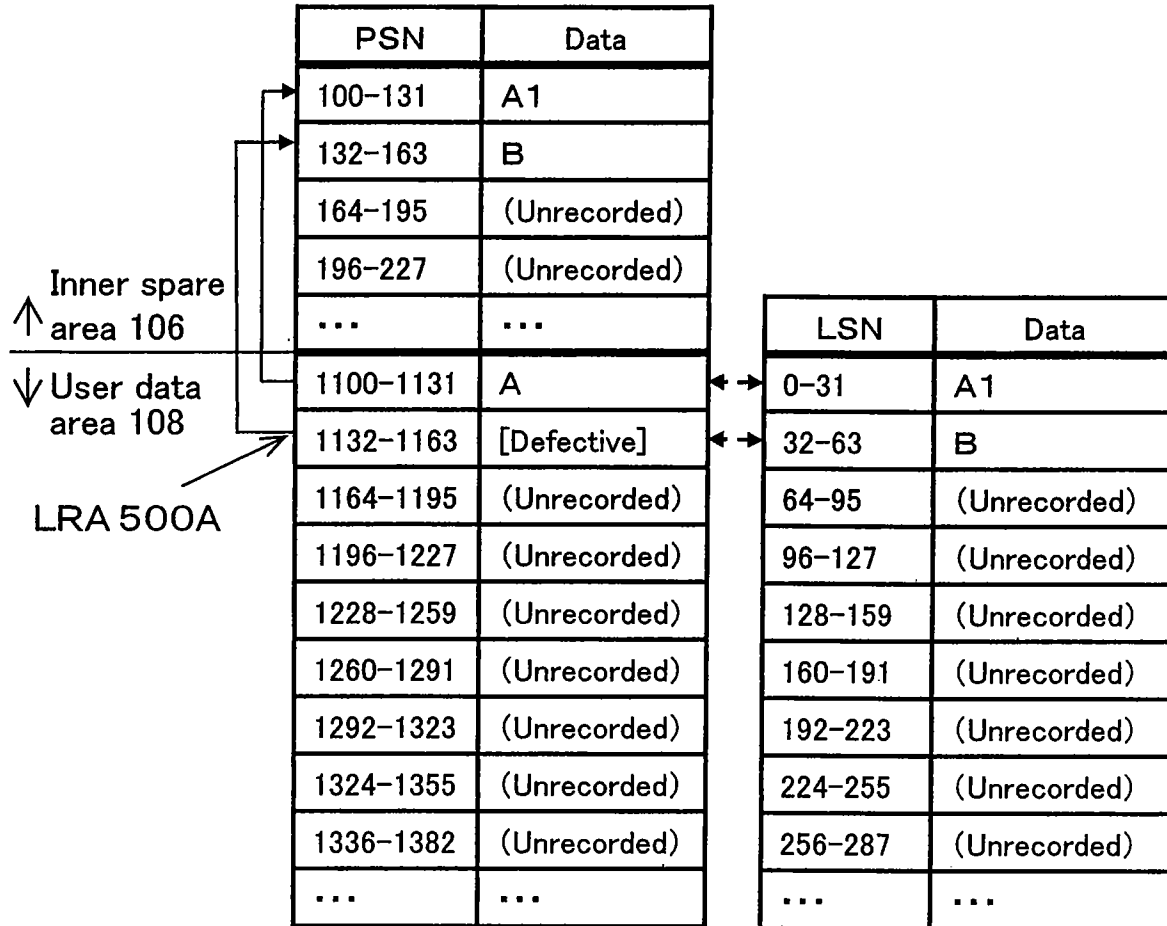 PSN Data
100-131 A1
132-163 B
164-195 (Unrecorded)
196-227 (Unrecorded)
... ...
1100-1131 A
1132-1163 [Defective]
1164-1195 (Unrecorded)
1196-1227 (Unrecorded)
1228-1259 (Unrecorded)
1260-1291 (Unrecorded)
1292-1323 (Unrecorded)
1324-1355 (Unrecorded)
1336-1382 (Unrecorded)
... ...
Inner spare
area 106
User data
area 108
LRA 500A
LSN Data
0-31 A1
32-63 B
64-95 (Unrecorded)
96-127 (Unrecorded)
128-159 (Unrecorded)
160-191 (Unrecorded)
192-223 (Unrecorded)
224-255 (Unrecorded)
256-287 (Unrecorded)
... ...